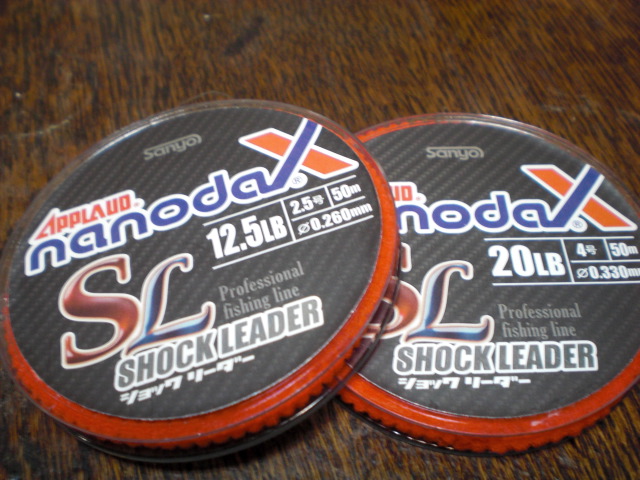 Sanyo
APPLAUD
nanodaX®
12.5LB
2.5号 50m
⌀0.260mm
SL
Professional
fishing line
SHOCK LEADER
ショック リーダー
Sanyo
nodaX®
20LB
4号 50m
⌀0.330mm
SL
Professional
fishing line
SHOCK LEADER
ショック リーダー